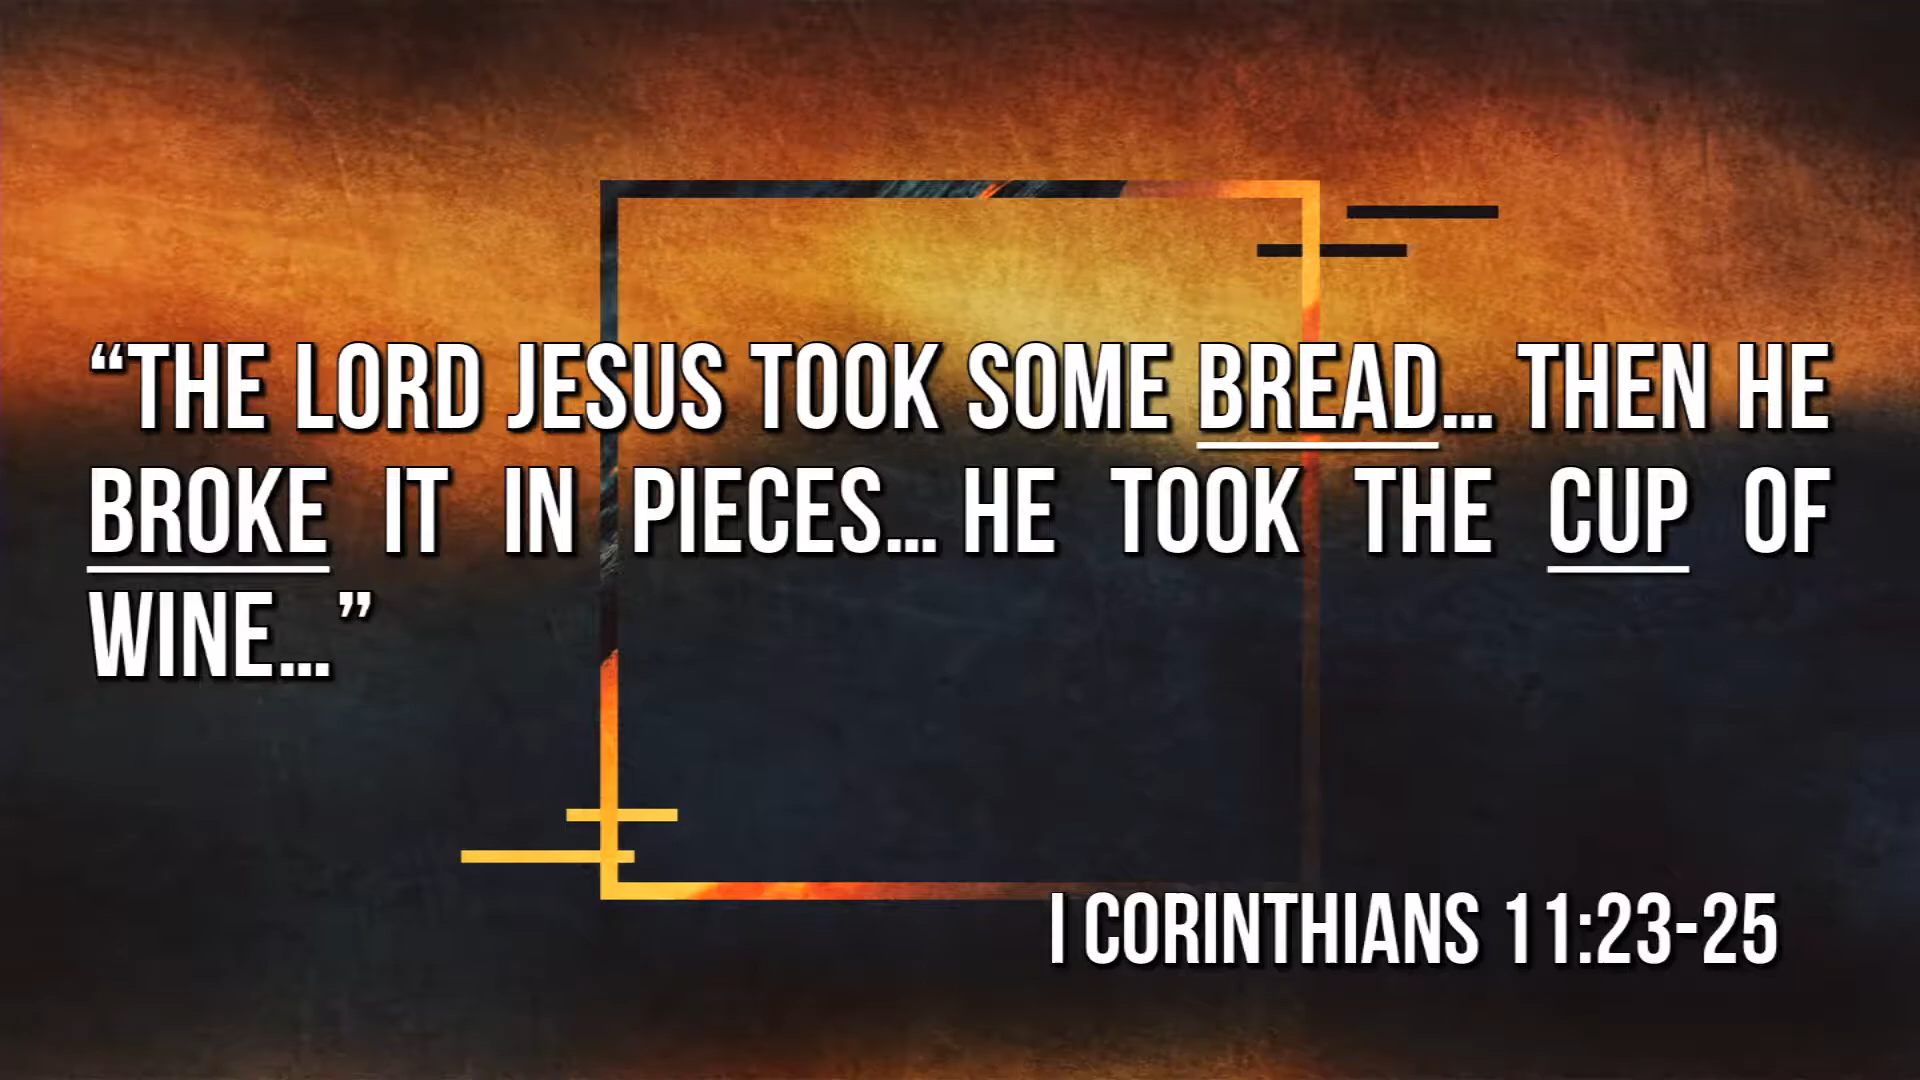 “THE LORD JESUS TOOK SOME BREAD... THEN HE
BROKE IT IN PIECES... HE TOOK THE CUP OF
WINE...”
I CORINTHIANS 11:23-25